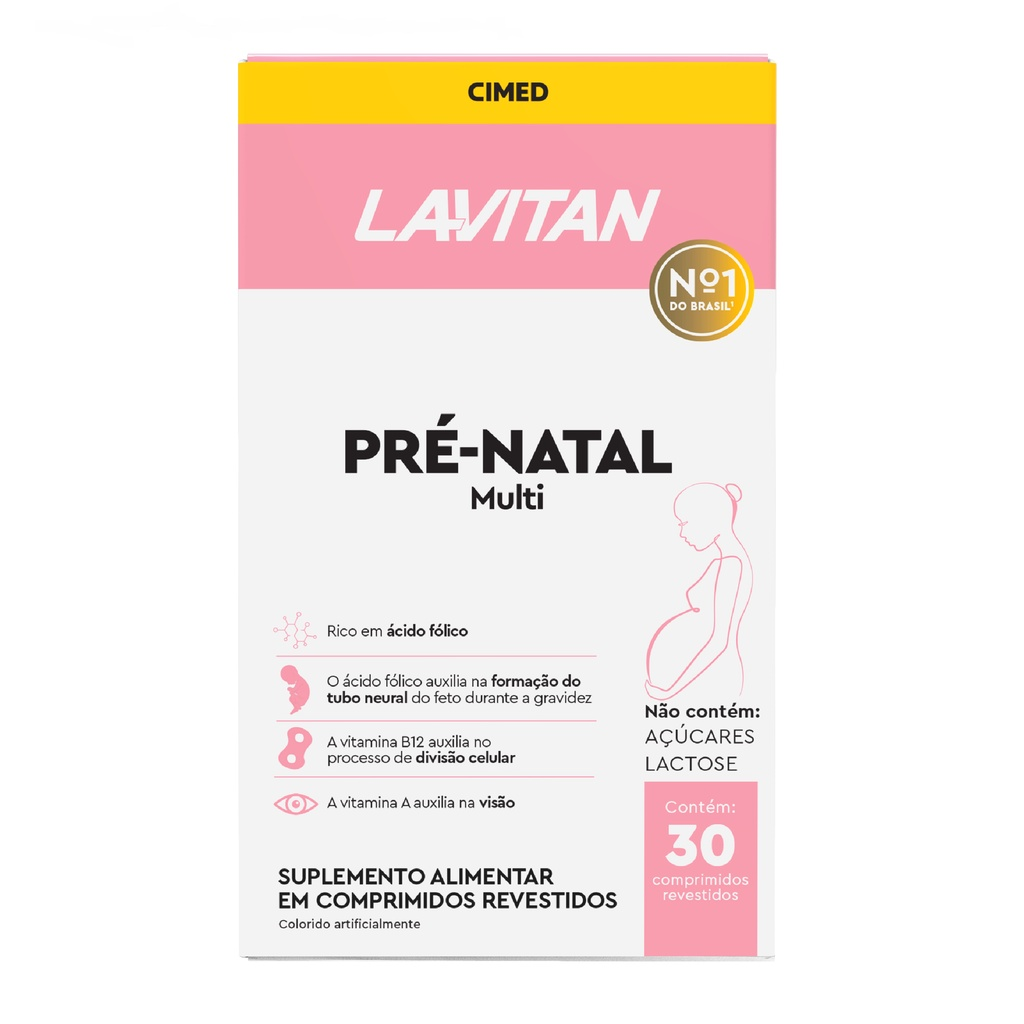 CIMED
LAVITAN
Nº1
DO BRASIL¹
PRÉ-NATAL
Multi
Rico em ácido fólico
O ácido fólico auxilia na formação do
tubo neural do feto durante a gravidez
A vitamina B12 auxilia no
processo de divisão celular
A vitamina A auxilia na visão
Não contém:
AÇÚCARES
LACTOSE
Contém:
30
comprimidos
revestidos
SUPLEMENTO ALIMENTAR
EM COMPRIMIDOS REVESTIDOS
Colorido artificialmente